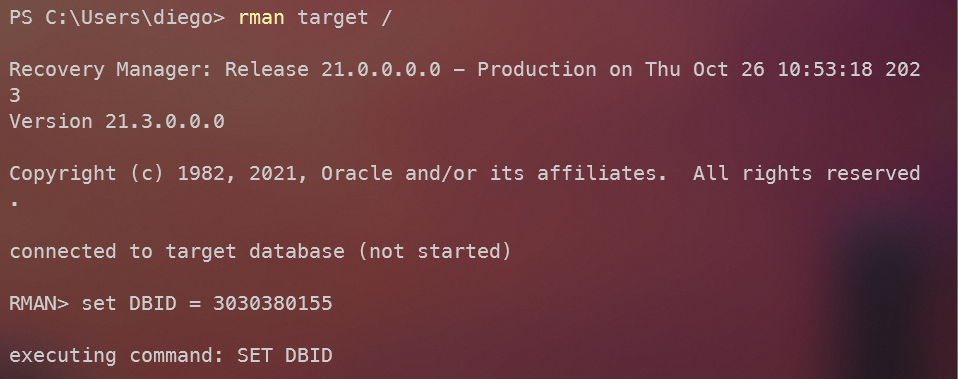 PS C:\Users\diego> rman target /
Recovery Manager: Release 21.0.0.0.0 – Production on Thu Oct 26 10:53:18 202
3
Version 21.3.0.0.0
Copyright (c) 1982, 2021, Oracle and/or its affiliates.  All rights reserved
.
connected to target database (not started)
RMAN> set DBID = 3030380155
executing command: SET DBID